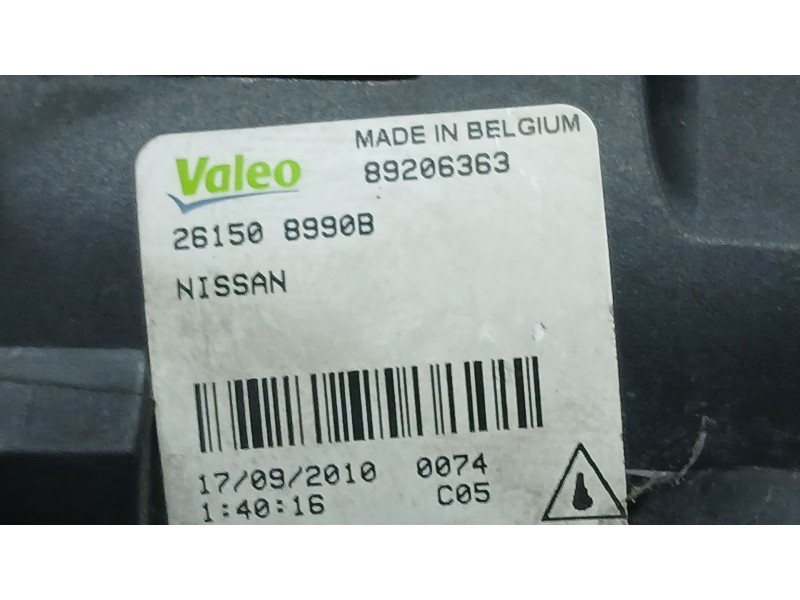 MADE IN BELGIUM
Valeo 89206363
26150 8990B
NISSAN
17/09/2010 0074
1:40:16 C05